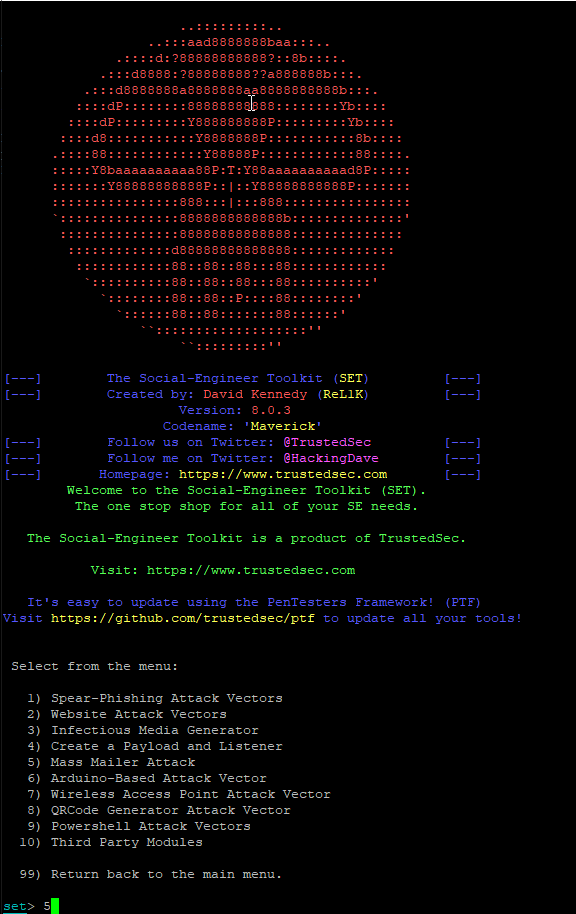 ..:::::::::..
..:::aad8888888baa:::..
.::::d:?88888888888?::8b::::.
.:::d8888:?88888888??a888888b:::.
.:::d8888888a8888888aa8888888888b:::.
::::dP::::::::88888888888::::::::Yb::::
::::dP:::::::::Y888888888P:::::::::Yb::::
::::d8:::::::::::Y8888888P:::::::::::8b::::
.::::88::::::::::::Y88888P::::::::::::88::::.
:::::Y8baaaaaaaaaa88P:T:Y88aaaaaaaaaad8P:::::
:::::::Y88888888888P::|::Y88888888888P:::::::
::::::::::::::::888:::|:::888::::::::::::::::
`:::::::::::::::8888888888888b::::::::::::::'
:::::::::::::::88888888888888::::::::::::::
:::::::::::::d88888888888888:::::::::::::
::::::::::::88::88::88:::88::::::::::::
`::::::::::88::88::88:::88::::::::::'
`::::::::88::88::P::::88::::::::'
`::::::88::88:::::::88::::::'
``:::::::::::::::::::''
``:::::::::''
[---] The Social-Engineer Toolkit (SET) [---]
[---] Created by: David Kennedy (ReL1K) [---]
Version: 8.0.3
Codename: 'Maverick'
[---] Follow us on Twitter: @TrustedSec [---]
[---] Follow me on Twitter: @HackingDave [---]
[---] Homepage: https://www.trustedsec.com [---]
Welcome to the Social-Engineer Toolkit (SET).
The one stop shop for all of your SE needs.
The Social-Engineer Toolkit is a product of TrustedSec.
Visit: https://www.trustedsec.com
It's easy to update using the PenTesters Framework! (PTF)
Visit https://github.com/trustedsec/ptf to update all your tools!
Select from the menu:
1) Spear-Phishing Attack Vectors
2) Website Attack Vectors
3) Infectious Media Generator
4) Create a Payload and Listener
5) Mass Mailer Attack
6) Arduino-Based Attack Vector
7) Wireless Access Point Attack Vector
8) QRCode Generator Attack Vector
9) Powershell Attack Vectors
10) Third Party Modules
99) Return back to the main menu.
set> 5